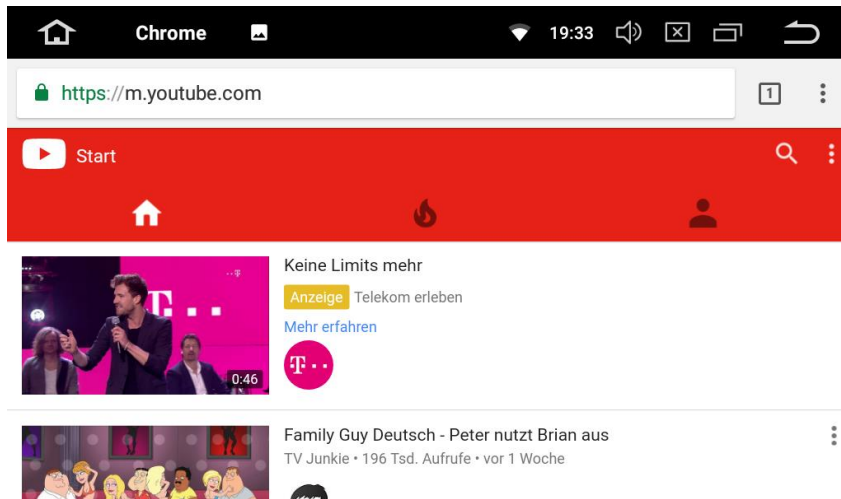 Chrome
19:33
https://m.youtube.com
1
Start
Keine Limits mehr
Anzeige Telekom erleben
Mehr erfahren
T
T
0:46
Family Guy Deutsch - Peter nutzt Brian aus
TV Junkie • 196 Tsd. Aufrufe • vor 1 Woche